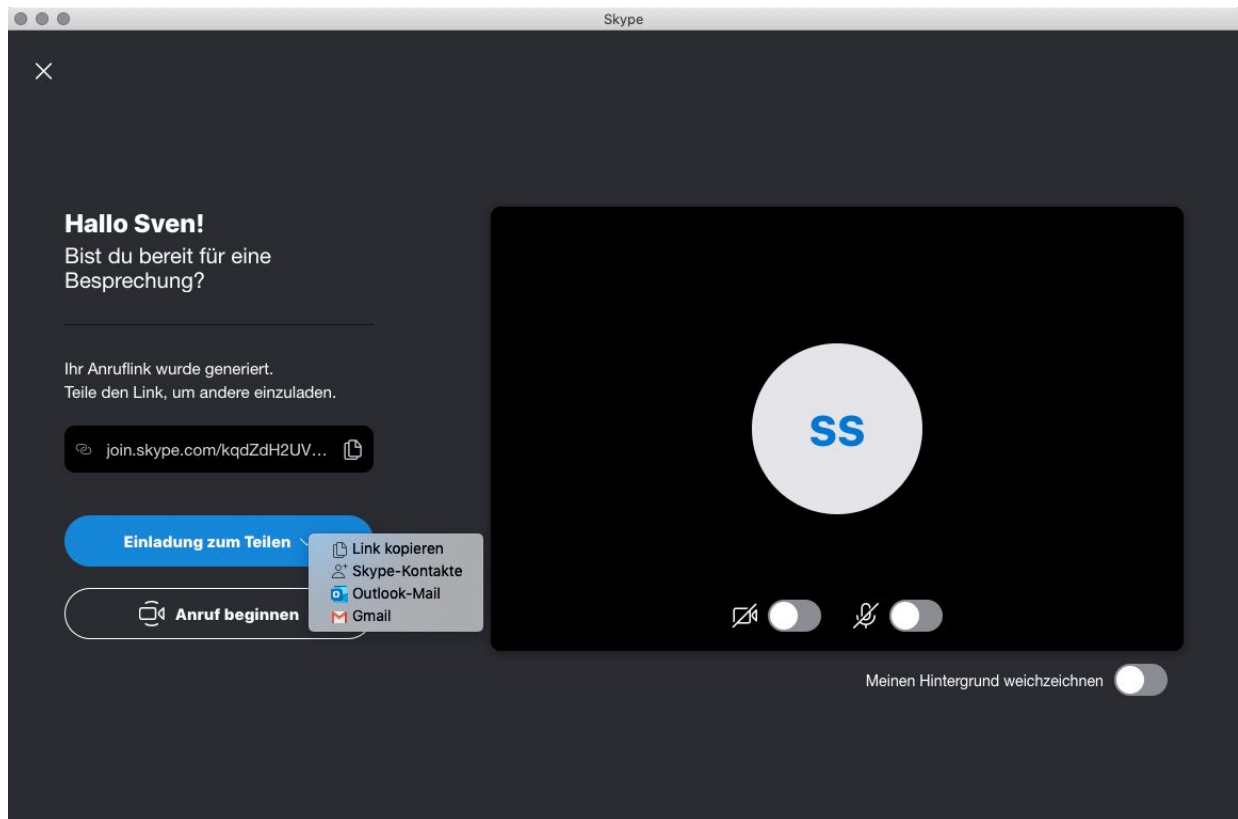 Skype
Hallo Sven!
Bist du bereit für eine
Besprechung?
Ihr Anruflink wurde generiert.
Teile den Link, um andere einzuladen.
join.skype.com/kqdZdH2UV...
Einladung zum Teilen
Link kopieren
Skype-Kontakte
Outlook-Mail
Gmail
Anruf beginnen
SS
Meinen Hintergrund weichzeichnen